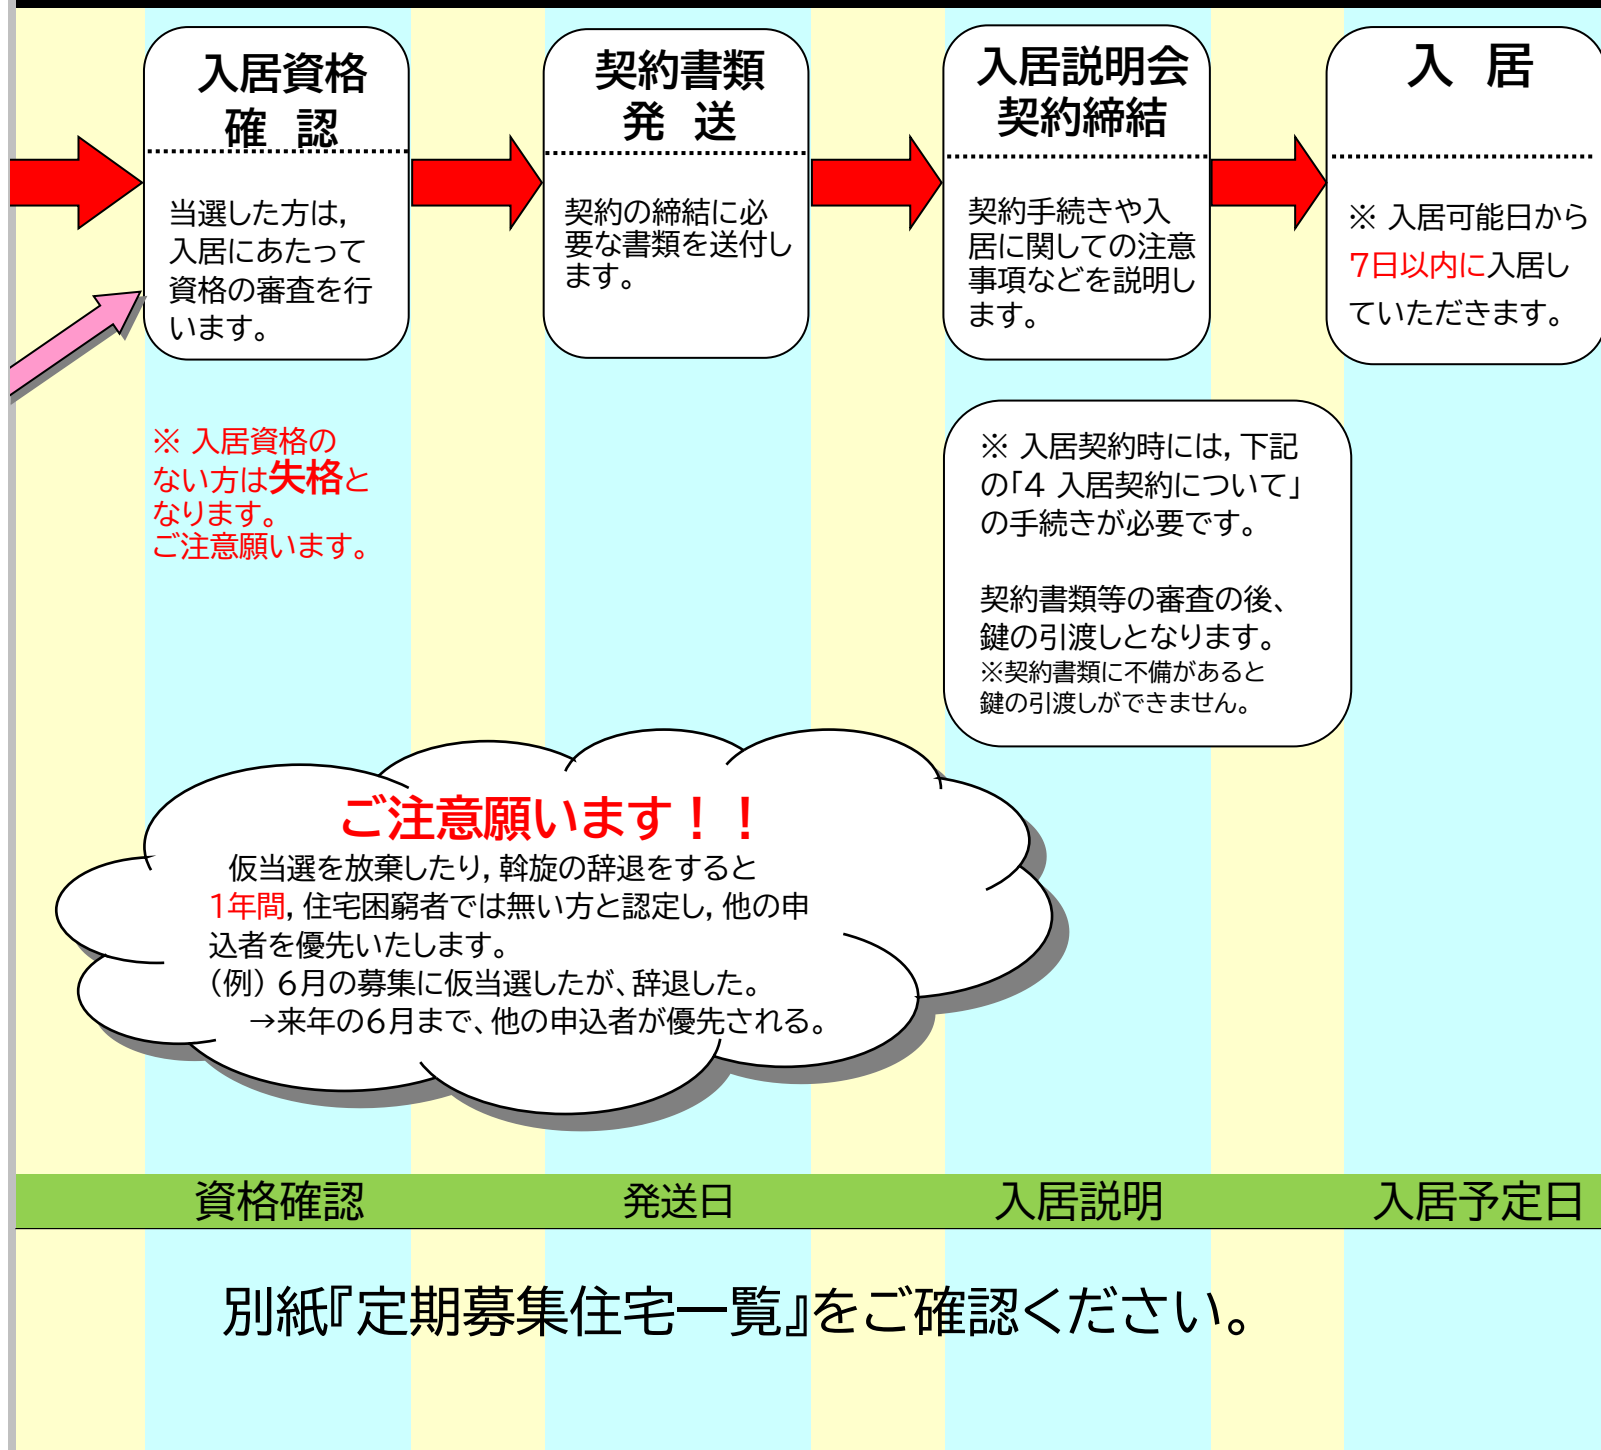 入居資格
確　認
当選した方は，
入居にあたって
資格の審査を行
います。
契約書類
発　送
契約の締結に必
要な書類を送付し
ます。
入居説明会
契約締結
契約手続きや入
居に関しての注意
事項などを説明し
ます。
入　居
※ 入居可能日から
7日以内に入居し
ていただきます。
※ 入居資格の
ない方は失格と
なります。
ご注意願います。
※ 入居契約時には，下記
の「４ 入居契約について」
の手続きが必要です。
契約書類等の審査の後、
鍵の引渡しとなります。
※契約書類に不備があると
鍵の引渡しができません。
ご注意願います！！
仮当選を放棄したり，斡旋の辞退をすると
1年間，住宅困窮者では無い方と認定し，他の申
込者を優先いたします。
（例）６月の募集に仮当選したが、辞退した。
→来年の６月まで、他の申込者が優先される。
資格確認
発送日
入居説明
入居予定日
別紙『定期募集住宅一覧』をご確認ください。